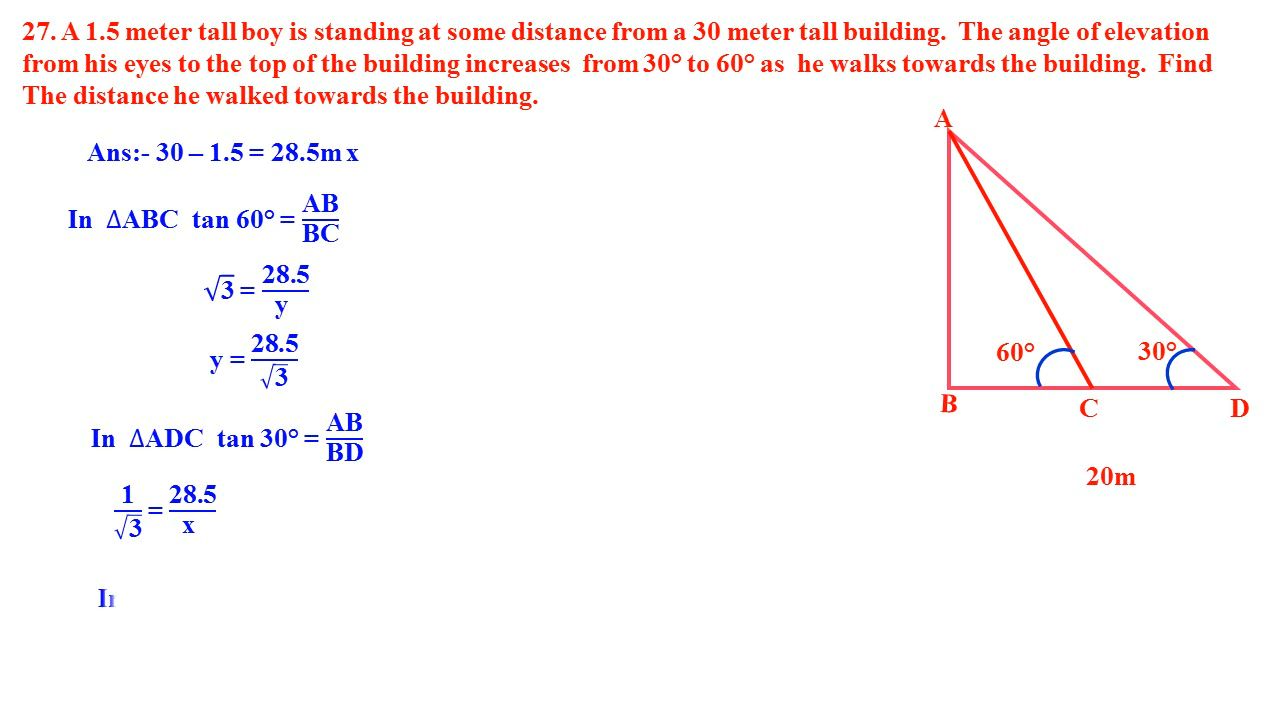 27. A 1.5 meter tall boy is standing at some distance from a 30 meter tall building. The angle of elevation
from his eyes to the top of the building increases from 30° to 60° as he walks towards the building. Find
The distance he walked towards the building.
Ans:- 30 – 1.5 = 28.5m x
In ∆ABC tan 60° = AB/BC
√3 = 28.5/y
y = 28.5/√3
In ∆ADC tan 30° = AB/BD
1/√3 = 28.5/x
A
60°
30°
B
C
D
20m